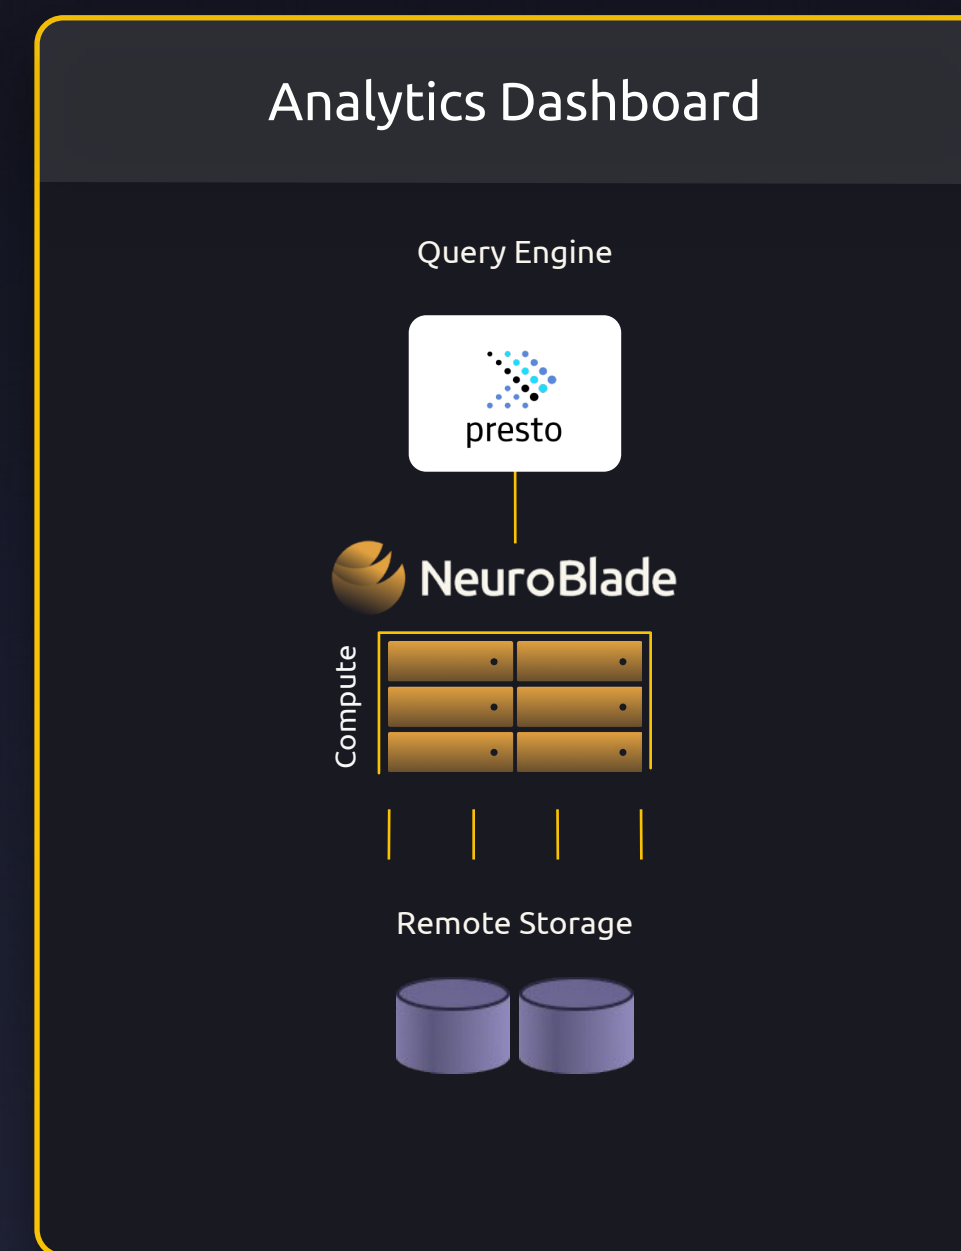 Analytics Dashboard
Query Engine
presto
NeuroBlade
Compute
Remote Storage